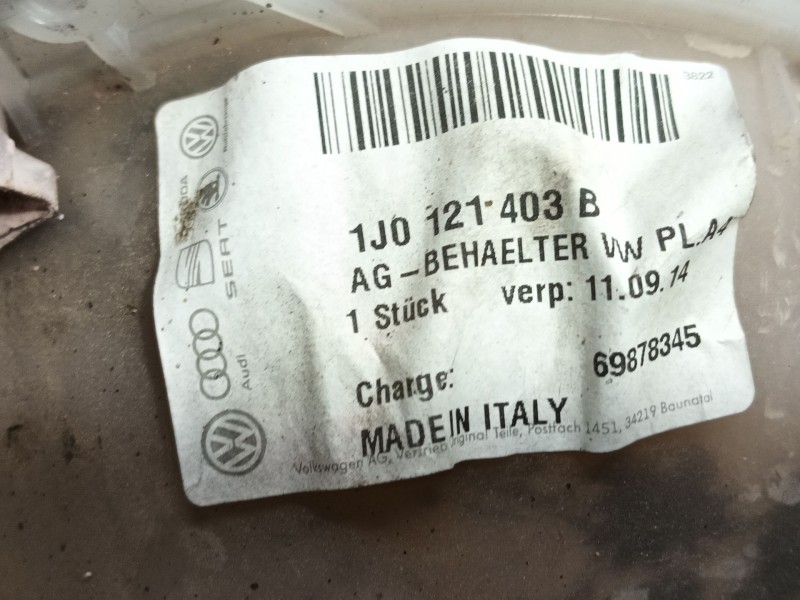 3822
1J0 121 403 B
AG-BEHAELTER VW PL.A4
1 Stück verp: 11.09.14
Charge: 69878345
MADE IN ITALY
Volkswagen AG, Vertrieb Original Teile, Postfach 1451, 34219 Baunatal
SEAT
Audi